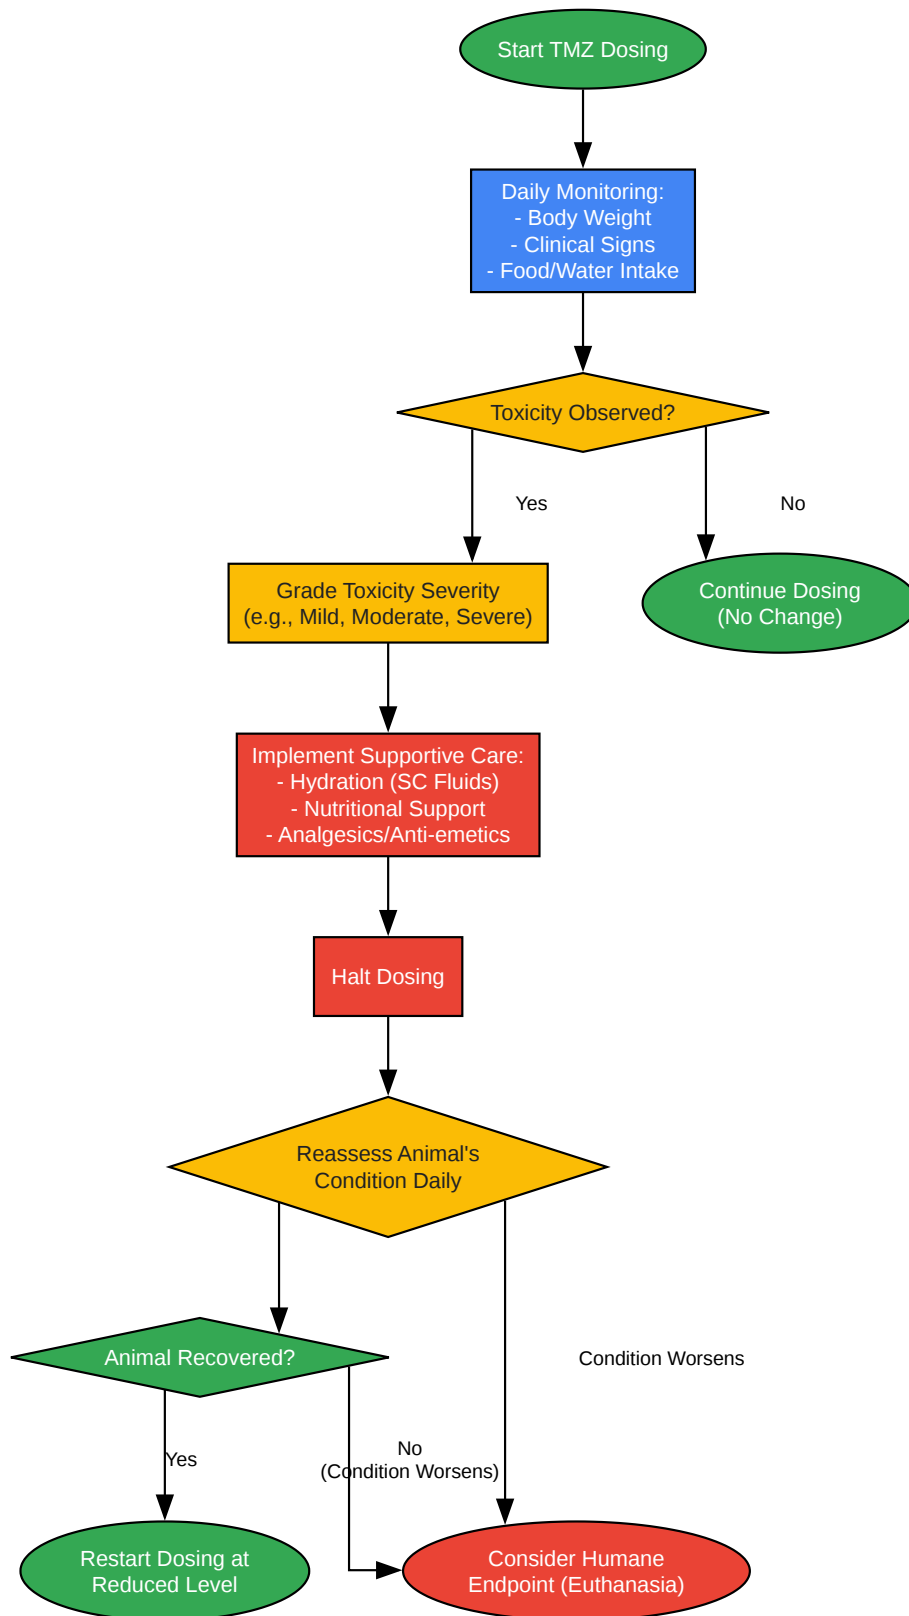 Start TMZ Dosing
Daily Monitoring:
- Body Weight
- Clinical Signs
- Food/Water Intake
Toxicity Observed?
Yes
No
Grade Toxicity Severity
(e.g., Mild, Moderate, Severe)
Continue Dosing
(No Change)
Implement Supportive Care:
- Hydration (SC Fluids)
- Nutritional Support
- Analgesics/Anti-emetics
Halt Dosing
Reassess Animal's
Condition Daily
Animal Recovered?
Condition Worsens
Yes
No
(Condition Worsens)
Restart Dosing at
Reduced Level
Consider Humane
Endpoint (Euthanasia)